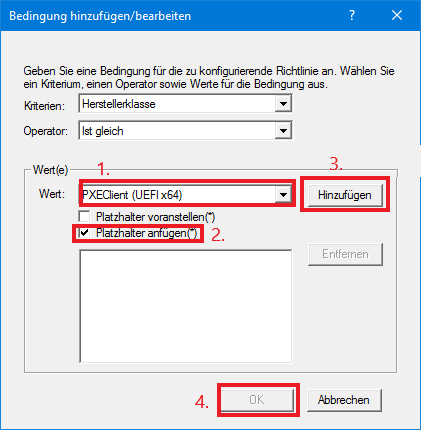 Bedingung hinzufügen/bearbeiten
Geben Sie eine Bedingung für die zu konfigurierende Richtlinie an. Wählen Sie
ein Kriterium, einen Operator sowie Werte für die Bedingung aus.
Kriterien: Herstellerklasse
Operator: Ist gleich
Wert(e)
1.
3.
Wert: PXEClient (UEFI x64) Hinzufügen
Platzhalter voranstellen(*)
Platzhalter anfügen(*) 2.
Entfernen
4. OK Abbrechen